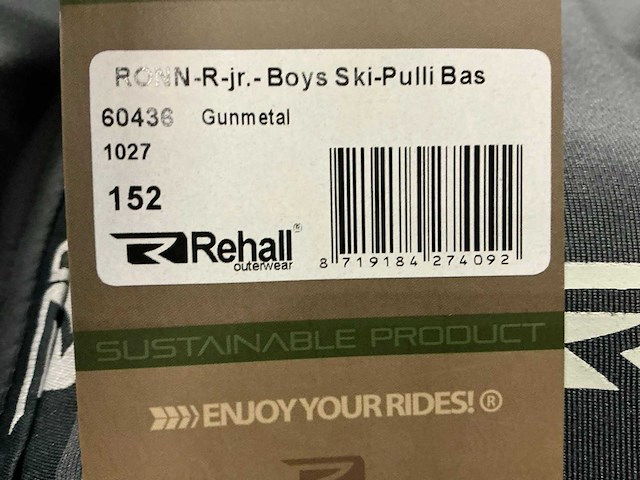 RONN-R-jr.- Boys Ski-Pulli Bas
60436 Gunmetal
1027
152
Rehall®
outerwear
8 719184 274092
SUSTAINABLE PRODUCT
ENJOY YOUR RIDES!®